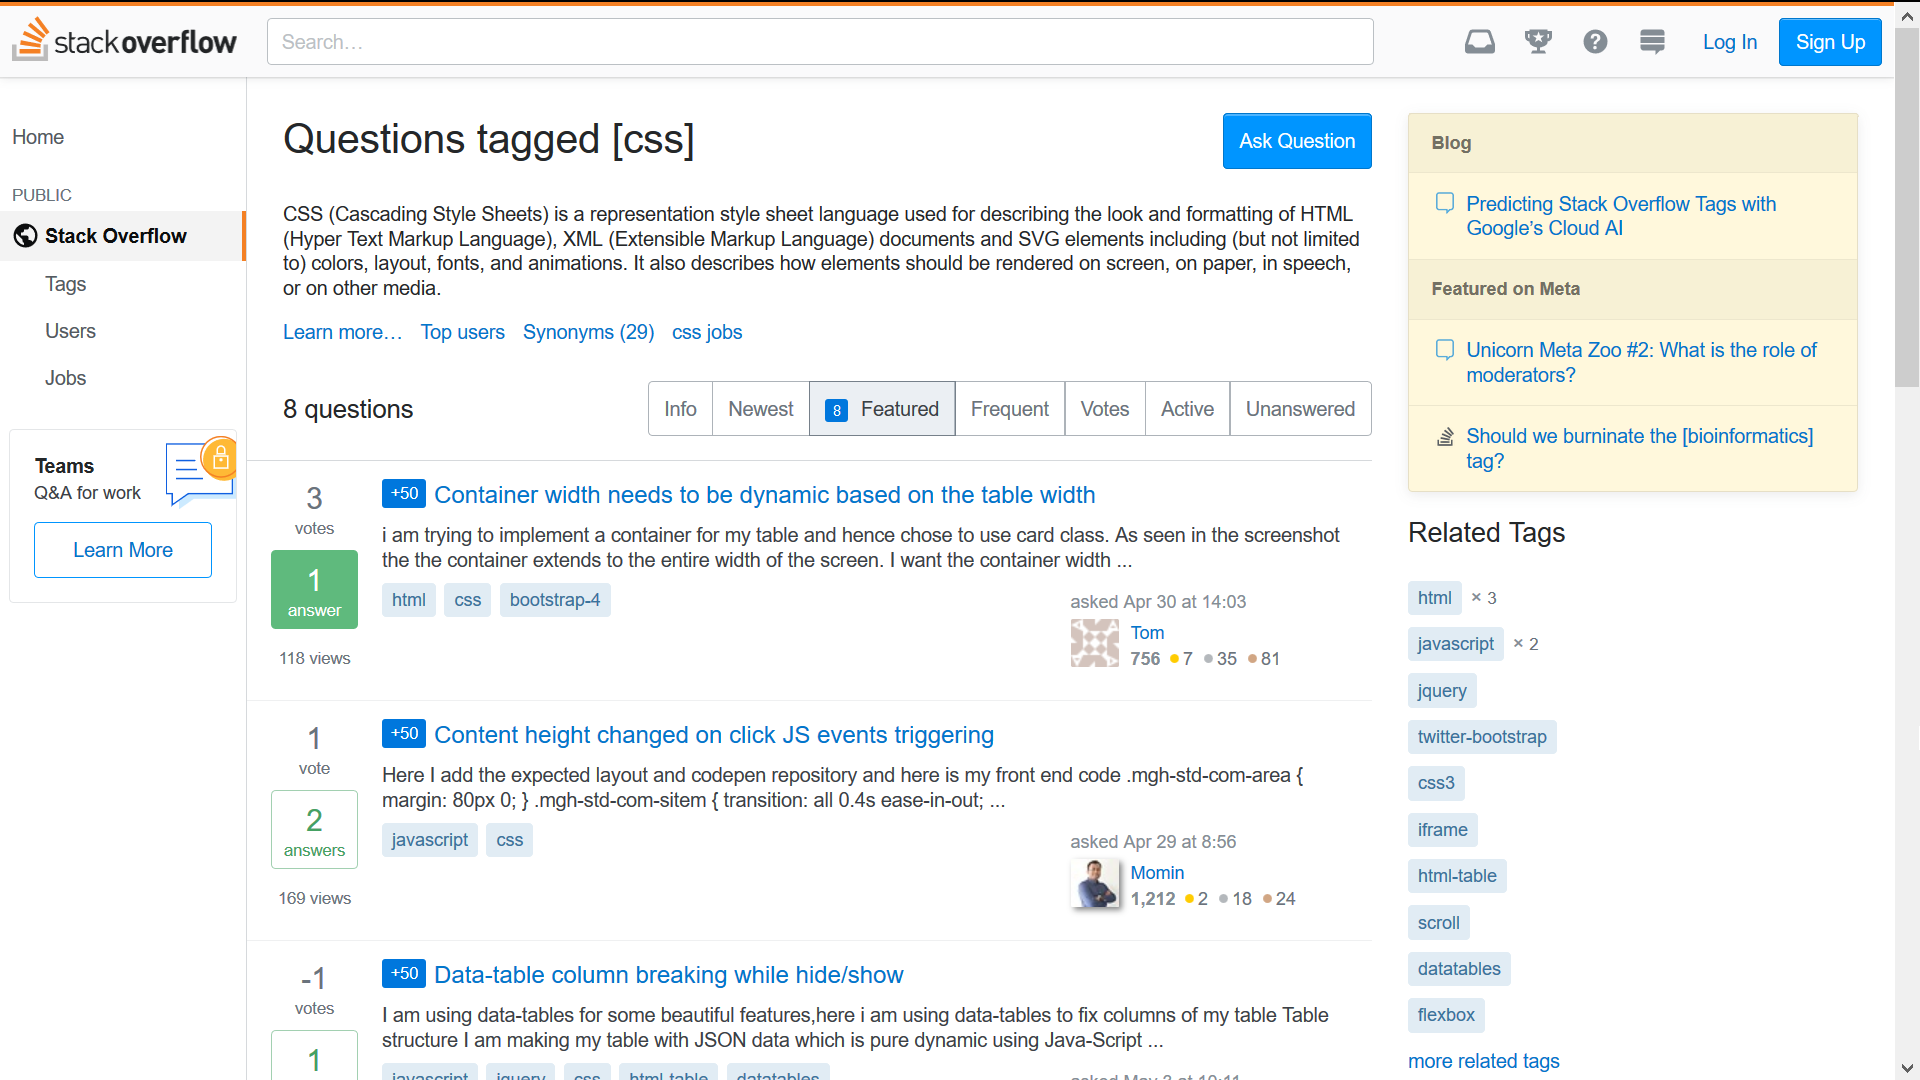 stack overflow
Search…
Log In
Sign Up
Home
PUBLIC
Stack Overflow
Tags
Users
Jobs
Teams
Q&A for work
Learn More
Questions tagged [css]
Ask Question
CSS (Cascading Style Sheets) is a representation style sheet language used for describing the look and formatting of HTML
(Hyper Text Markup Language), XML (Extensible Markup Language) documents and SVG elements including (but not limited
to) colors, layout, fonts, and animations. It also describes how elements should be rendered on screen, on paper, in speech,
or on other media.
Learn more… Top users Synonyms (29) css jobs
8 questions
Info Newest 8 Featured Frequent Votes Active Unanswered
3
votes
1
answer
118 views
+50 Container width needs to be dynamic based on the table width
i am trying to implement a container for my table and hence chose to use card class. As seen in the screenshot
the the container extends to the entire width of the screen. I want the container width ...
html css bootstrap-4
asked Apr 30 at 14:03
Tom
756 7 35 81
1
vote
2
answers
169 views
+50 Content height changed on click JS events triggering
Here I add the expected layout and codepen repository and here is my front end code .mgh-std-com-area {
margin: 80px 0; } .mgh-std-com-sitem { transition: all 0.4s ease-in-out; ...
javascript css
asked Apr 29 at 8:56
Momin
1,212 2 18 24
-1
votes
1
+50 Data-table column breaking while hide/show
I am using data-tables for some beautiful features,here i am using data-tables to fix columns of my table Table
structure I am making my table with JSON data which is pure dynamic using Java-Script ...
javascript jquery css html-table datatables
asked May 3 at 10:11
Blog
Predicting Stack Overflow Tags with
Google's Cloud AI
Featured on Meta
Unicorn Meta Zoo #2: What is the role of
moderators?
Should we burninate the [bioinformatics]
tag?
Related Tags
html × 3
javascript × 2
jquery
twitter-bootstrap
css3
iframe
html-table
scroll
datatables
flexbox
more related tags